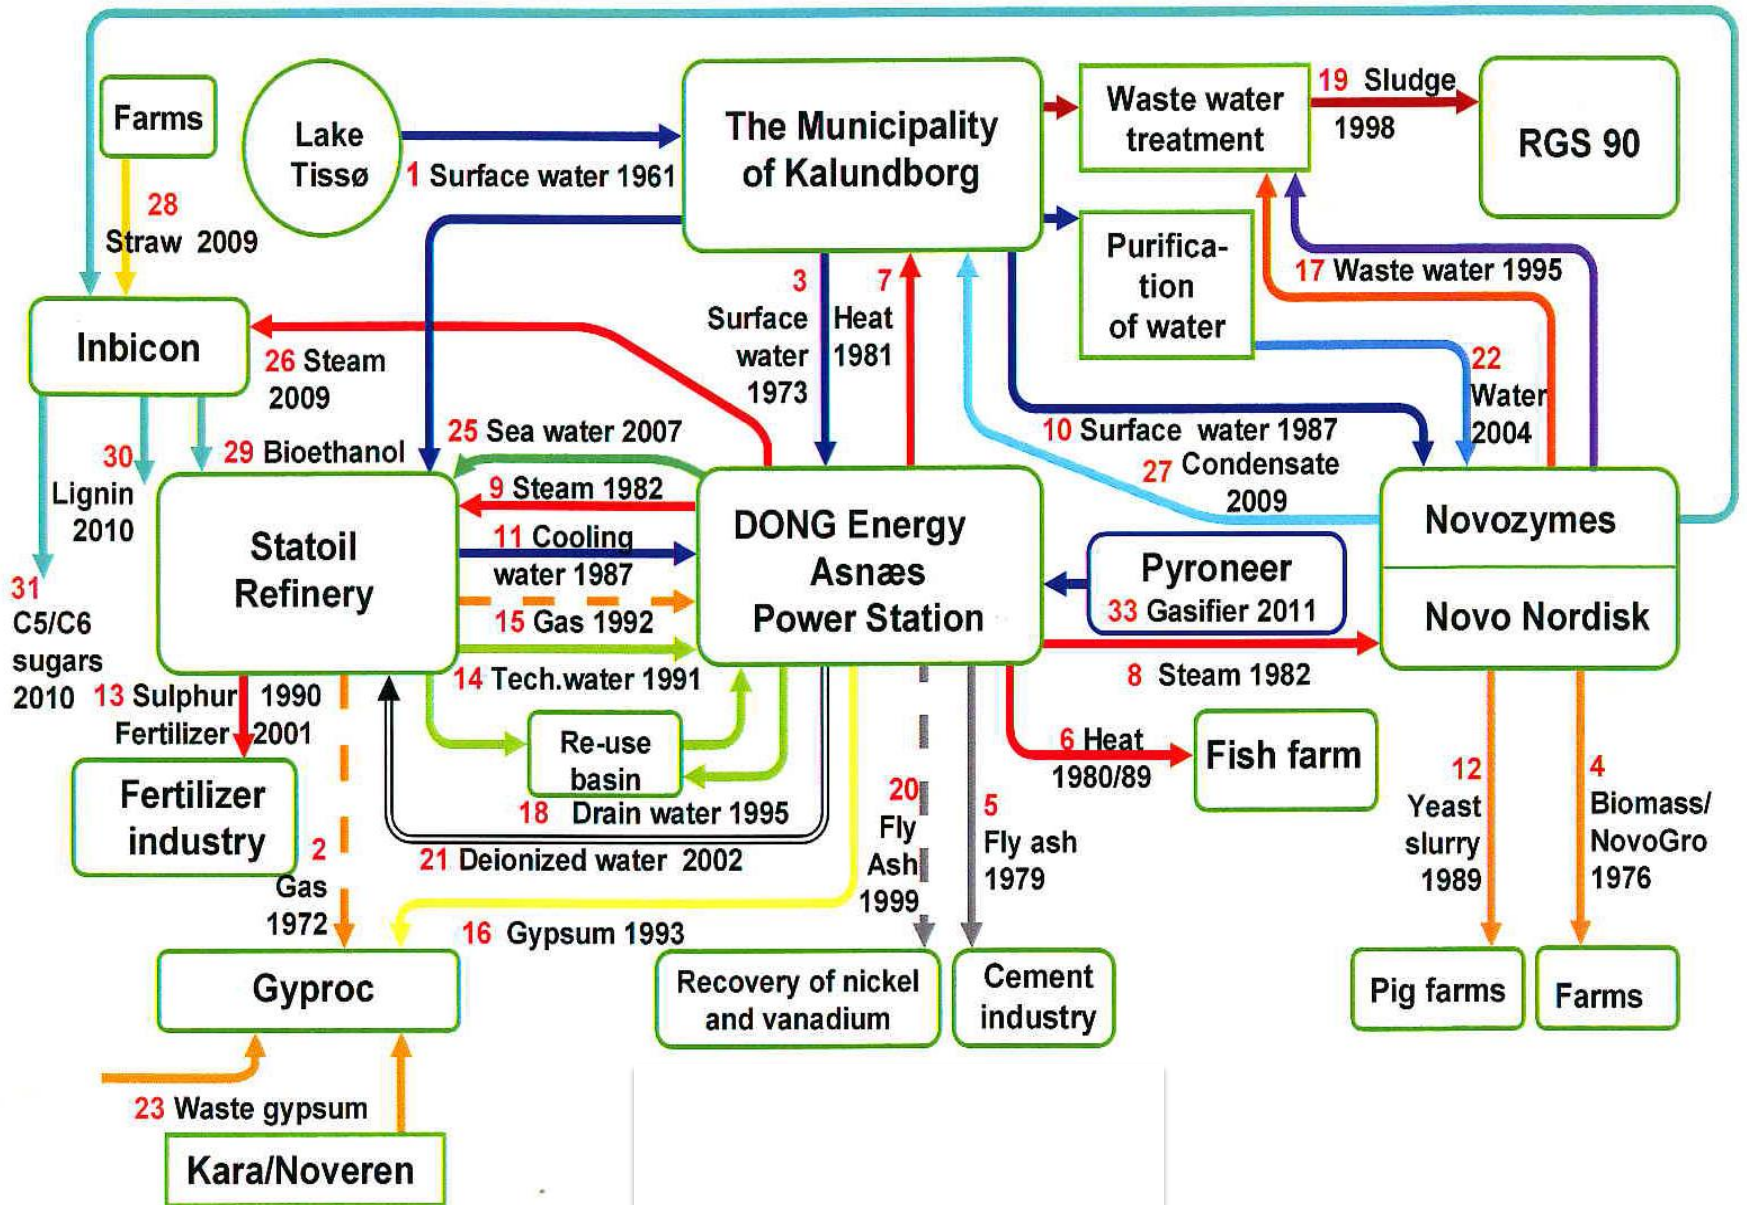 Farms
Lake
Tissø
The Municipality
of Kalundborg
Waste water
treatment
19 Sludge
1998
RGS 90
1 Surface water 1961
28
Straw 2009
Purifica-
tion
of water
17 Waste water 1995
3
Surface
water
1973
7
Heat
1981
Inbicon
26 Steam
2009
22
Water
2004
10 Surface water 1987
27 Condensate
2009
25 Sea water 2007
29 Bioethanol
30
Lignin
2010
9 Steam 1982
11 Cooling
water 1987
15 Gas 1992
14 Tech.water 1991
Statoil
Refinery
DONG Energy
Asnæs
Power Station
Pyroneer
33 Gasifier 2011
Novozymes
Novo Nordisk
8 Steam 1982
31
C5/C6
sugars
2010
13 Sulphur 1990
Fertilizer 2001
Fertilizer
industry
Re-use
basin
18 Drain water 1995
21 Deionized water 2002
6 Heat
1980/89
Fish farm
20
Fly
Ash
1999
5
Fly ash
1979
12
Yeast
slurry
1989
4
Biomass/
NovoGro
1976
2
Gas
1972
16 Gypsum 1993
Gyproc
Recovery of nickel
and vanadium
Cement
industry
Pig farms
Farms
23 Waste gypsum
Kara/Noveren